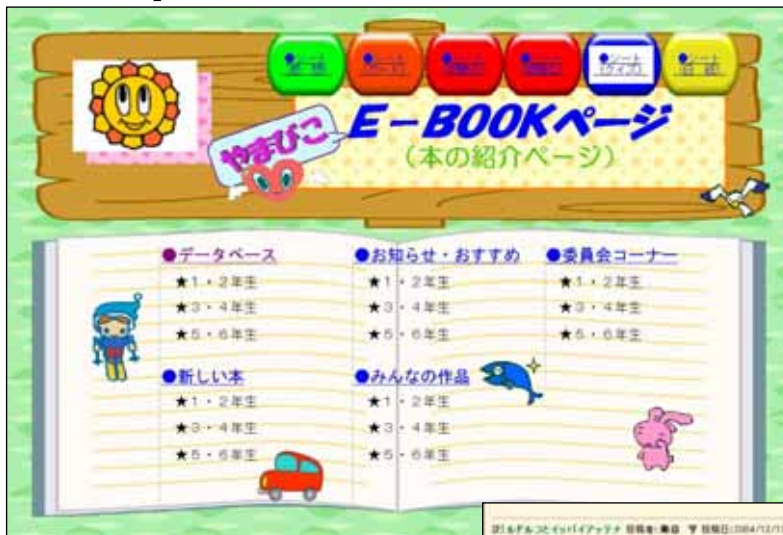 やまびこ
E-BOOKページ
（本の紹介ページ）
●データベース
★1・2年生
★3・4年生
★5・6年生
●お知らせ・おすすめ
★1・2年生
★3・4年生
★5・6年生
●委員会コーナー
★1・2年生
★3・4年生
★5・6年生
●新しい本
★1・2年生
★3・4年生
★5・6年生
●みんなの作品
★1・2年生
★3・4年生
★5・6年生